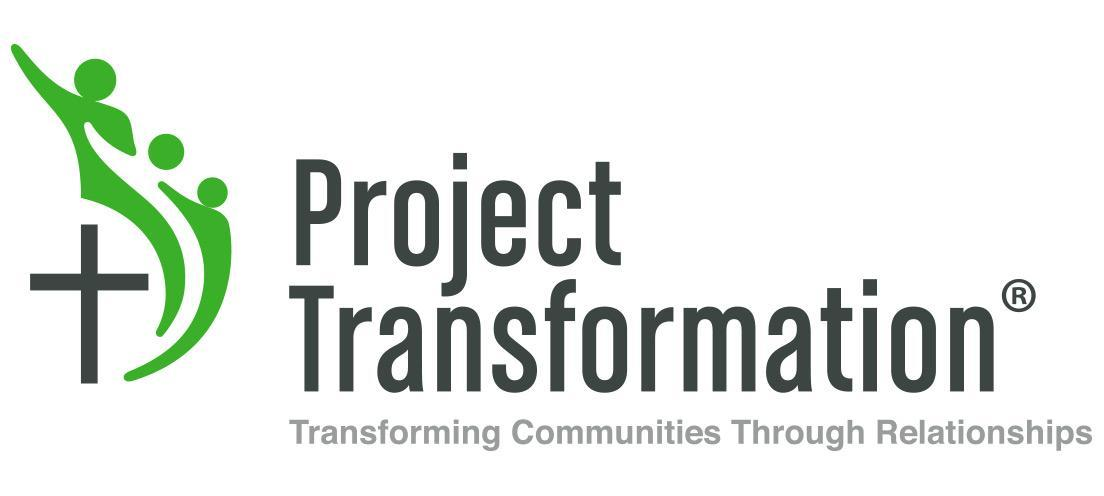 Project
Transformation®
Transforming Communities Through Relationships